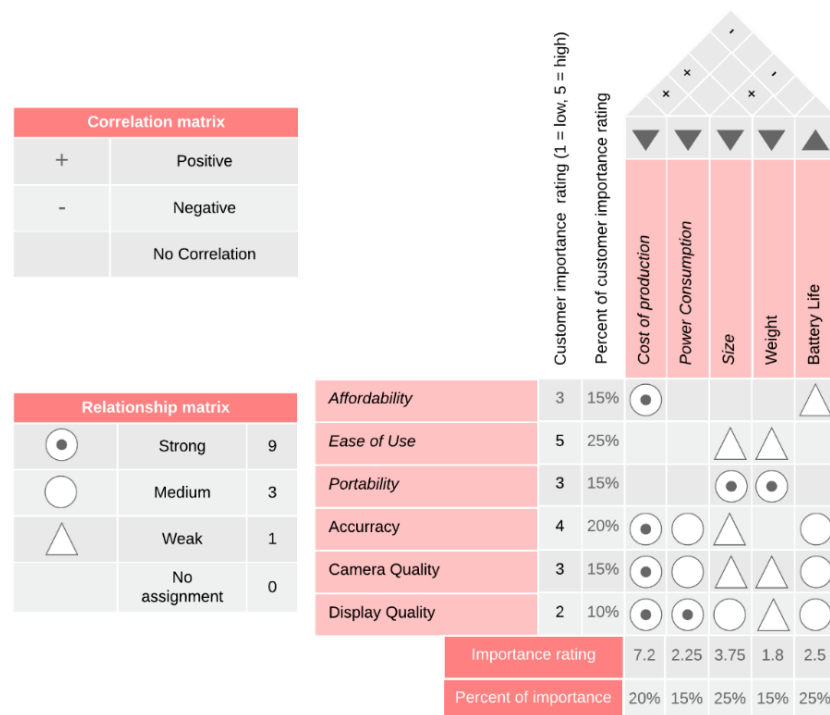 Correlation matrix
+ Positive
- Negative
No Correlation
Relationship matrix
Strong 9
Medium 3
Weak 1
No assignment 0
Customer importance rating (1 = low, 5 = high)
Percent of customer importance rating
Cost of production
Power Consumption
Size
Weight
Battery Life
-
+ -
+ +
Affordability 3 15%
Ease of Use 5 25%
Portability 3 15%
Accurracy 4 20%
Camera Quality 3 15%
Display Quality 2 10%
Importance rating 7.2 2.25 3.75 1.8 2.5
Percent of importance 20% 15% 25% 15% 25%